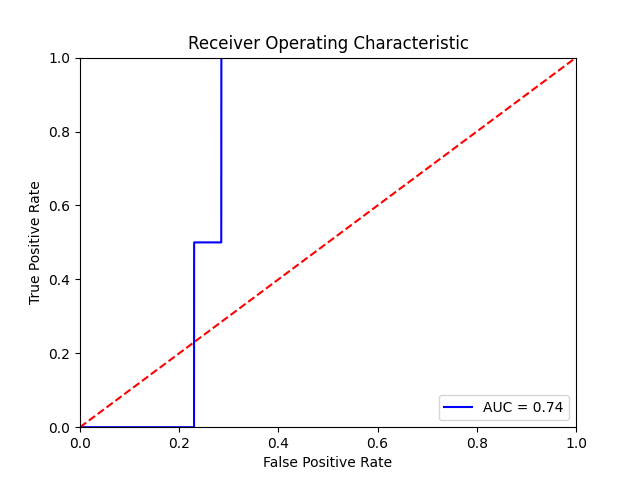 Receiver Operating Characteristic
1.0
0.8
0.6
0.4
0.2
0.0
True Positive Rate
AUC = 0.74
0.0 0.2 0.4 0.6 0.8 1.0
False Positive Rate